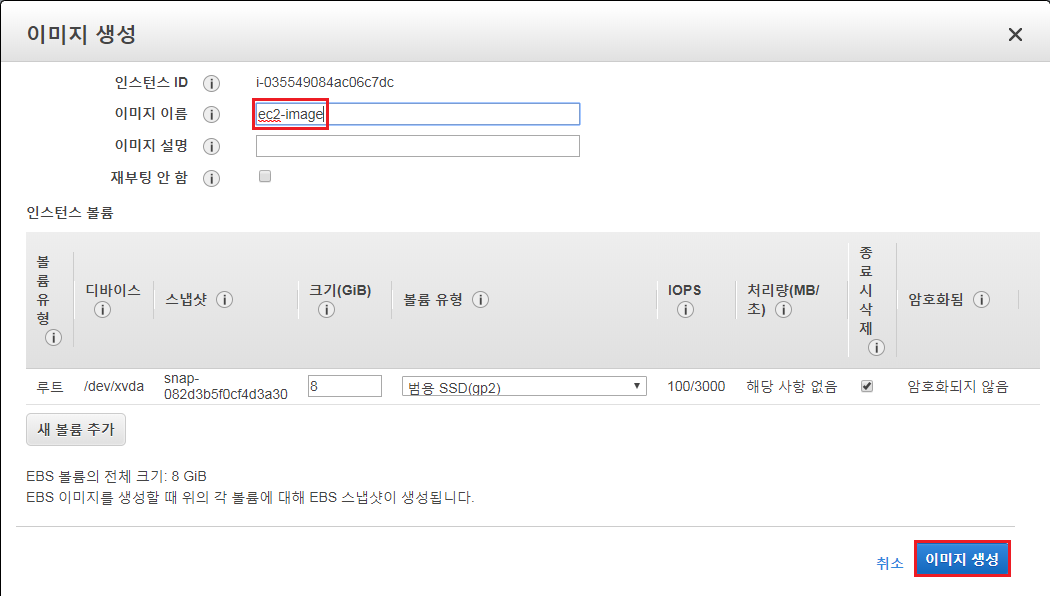 이미지 생성
인스턴스 ID
i-035549084ac06c7dc
이미지 이름
ec2-image
이미지 설명
재부팅 안 함
인스턴스 볼륨
볼륨 유형
디바이스
스냅샷
크기(GiB)
볼륨 유형
IOPS
처리량(MB/
초)
종료 시 삭제
암호화됨
루트
/dev/xvda
snap-
082d3b5f0cf4d3a30
8
범용 SSD(gp2)
100/3000
해당 사항 없음
암호화되지 않음
새 볼륨 추가
EBS 볼륨의 전체 크기: 8 GiB
EBS 이미지를 생성할 때 위의 각 볼륨에 대해 EBS 스냅샷이 생성됩니다.
취소
이미지 생성